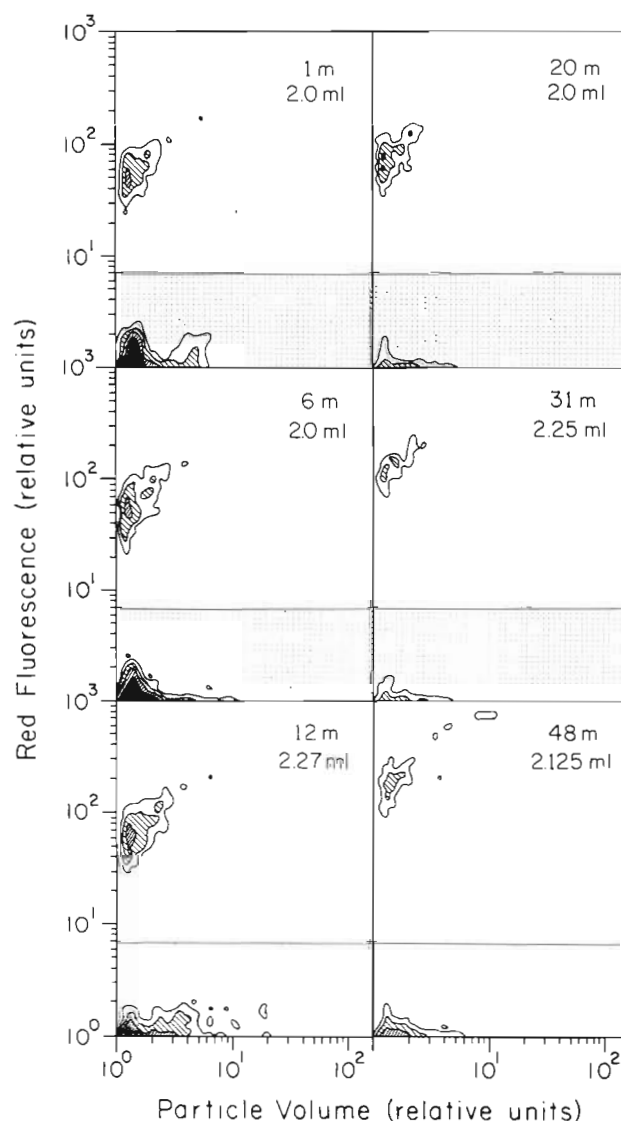 10³
1 m
2.0 ml
20 m
2.0 ml
10²
10¹
10³
6 m
2.0 ml
31 m
2.25 ml
10²
10¹
10³
12 m
2.27 ml
48 m
2.125 ml
10²
10¹
10⁰
10⁰
10¹
10²
10¹
10²
Red Fluorescence (relative units)
Particle Volume (relative units)